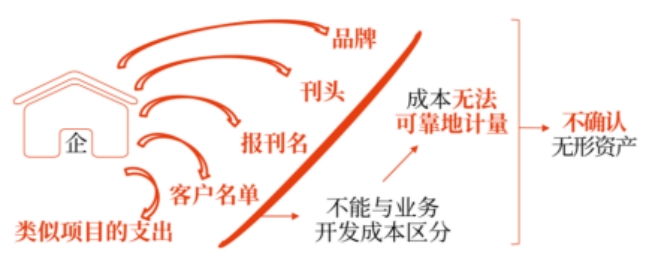 品牌
刊头
报刊名
客户名单
类似项目的支出
企
不能与业务
开发成本区分
成本无法
可靠地计量
不确认
无形资产